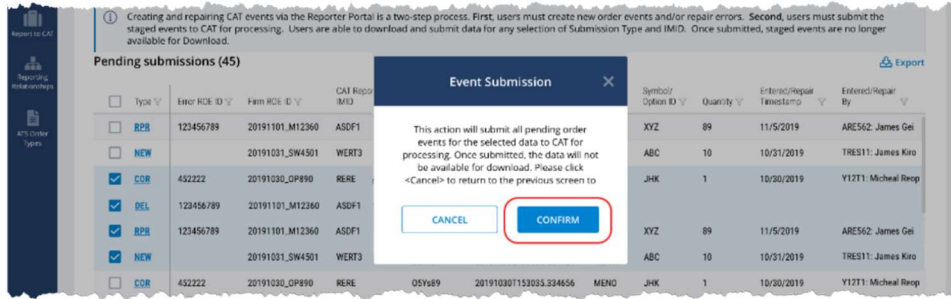 Creating and repairing CAT events via the Reporter Portal is a two-step process. First, users must create new order events and/or repair errors. Second, users must submit the
staged events to CAT for processing. Users are able to download and submit data for any selection of Submission Type and IMID. Once submitted, staged events are no longer
available for Download.
Report to CAT
Reporting
Relationships
ATS Order
Types
Pending submissions (45)
Export
Type Error ROE ID Firm ROE ID CAT Repo
IMID Symbol/
Option ID Quantity Entered/Repair
Timestamp Entered/Repair
By
RPR 123456789 20191101_M12360 ASDF1 XYZ 89 11/5/2019 ARE562: James Gei
NEW 20191031_SW4501 WERT3 ABC 10 10/31/2019 TRES11: James Kiro
COR 452222 20191030_OP890 RERE JHK 1 10/30/2019 Y12T1: Micheal Reop
DEL 123456789 20191101_M12360 ASDF1
RPR 123456789 20191101_M12360 ASDF1 XYZ 89 11/5/2019 ARE562: James Gei
NEW 20191031_SW4501 WERT3 ABC 10 10/31/2019 TRES11: James Kiro
COR 452222 20191030_OP890 RERE O5Ys89 20191030T153035.334656 MENO JHK 1 10/30/2019 Y12T1: Micheal Reop
Event Submission
This action will submit all pending order
events for the selected data to CAT for
processing. Once submitted, the data will not
be available for download. Please click
<Cancel> to return to the previous screen to
CANCEL
CONFIRM